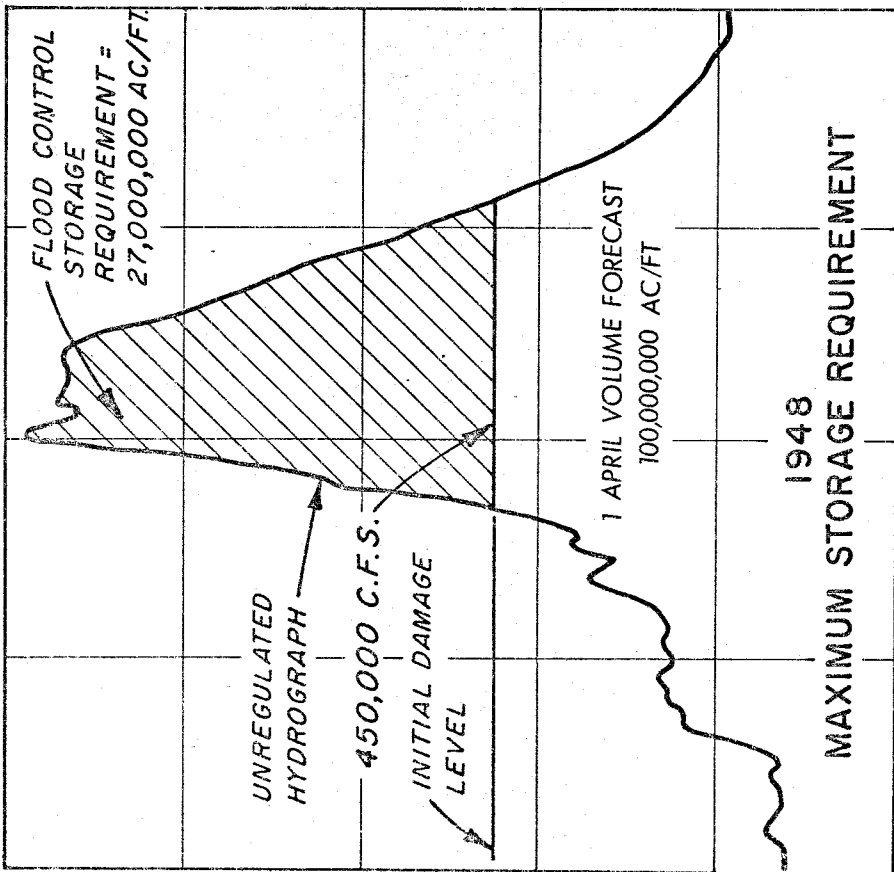 FLOOD CONTROL
STORAGE
REQUIREMENT =
27,000,000 AC/FT.
UNREGULATED
HYDROGRAPH
450,000 C.F.S.
INITIAL DAMAGE
LEVEL
1 APRIL VOLUME FORECAST
100,000,000 AC/FT
1948
MAXIMUM STORAGE REQUIREMENT